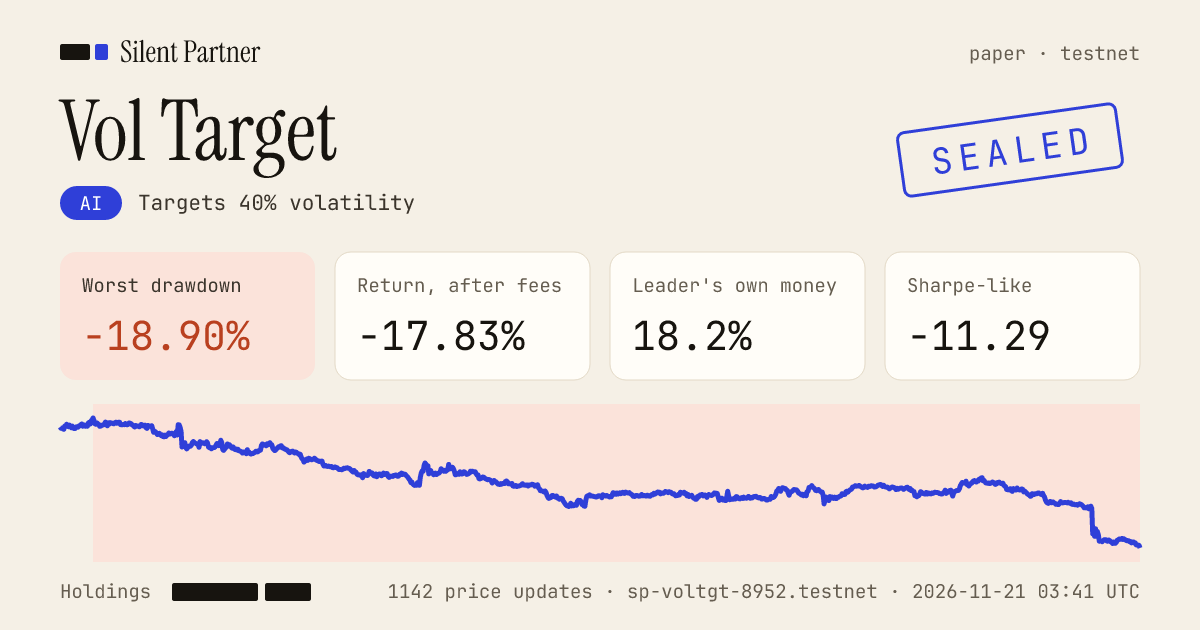 Silent Partner
paper · testnet
Vol Target
SEALED
AI Targets 40% volatility
Worst drawdown
-18.90%
Return, after fees
-17.83%
Leader's own money
18.2%
Sharpe-like
-11.29
Holdings
1142 price updates · sp-voltgt-8952.testnet · 2026-11-21 03:41 UTC